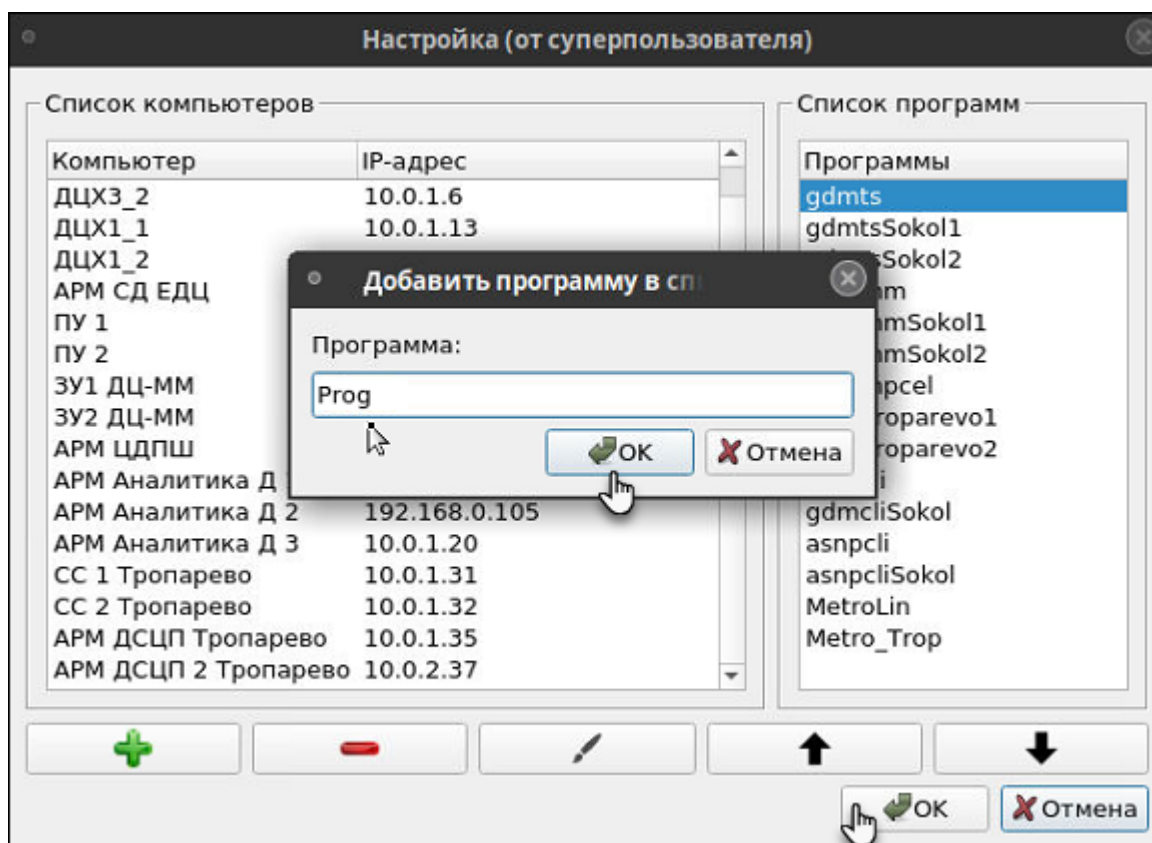 Настройка (от суперпользователя)
Список компьютеров
Компьютер IP-адрес
ДЦХ3_2 10.0.1.6
ДЦХ1_1 10.0.1.13
ДЦХ1_2
АРМ СД ЕДЦ
ПУ 1
ПУ 2
ЗУ1 ДЦ-ММ
ЗУ2 ДЦ-ММ
АРМ ЦДПШ
АРМ Аналитика Д
АРМ Аналитика Д 2 192.168.0.105
АРМ Аналитика Д 3 10.0.1.20
СС 1 Тропарево 10.0.1.31
СС 2 Тропарево 10.0.1.32
АРМ ДСЦП Тропарево 10.0.1.35
АРМ ДСЦП 2 Тропарево 10.0.2.37
Список программ
Программы
gdmts
gdmtsSokol1
gdmcliSokol
asnpcli
asnpcliSokol
MetroLin
Metro_Trop
Добавить программу в
Программа:
Prog
OK
Отмена
OK
Отмена